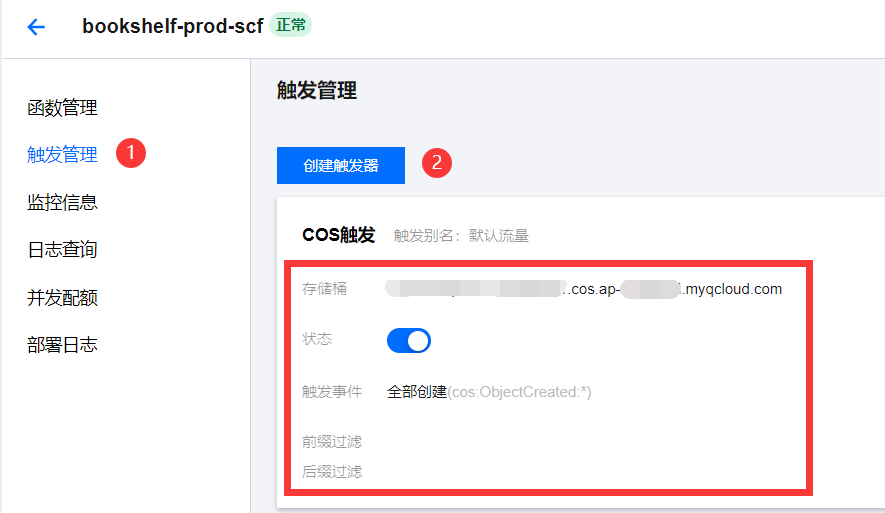 bookshelf-prod-scf 正常
函数管理
触发管理 1
监控信息
日志查询
并发配额
部署日志
触发管理
创建触发器 2
COS触发 触发别名：默认流量
存储桶 .cos.ap- .myqcloud.com
状态
触发事件 全部创建(cos:ObjectCreated:*)
前缀过滤
后缀过滤